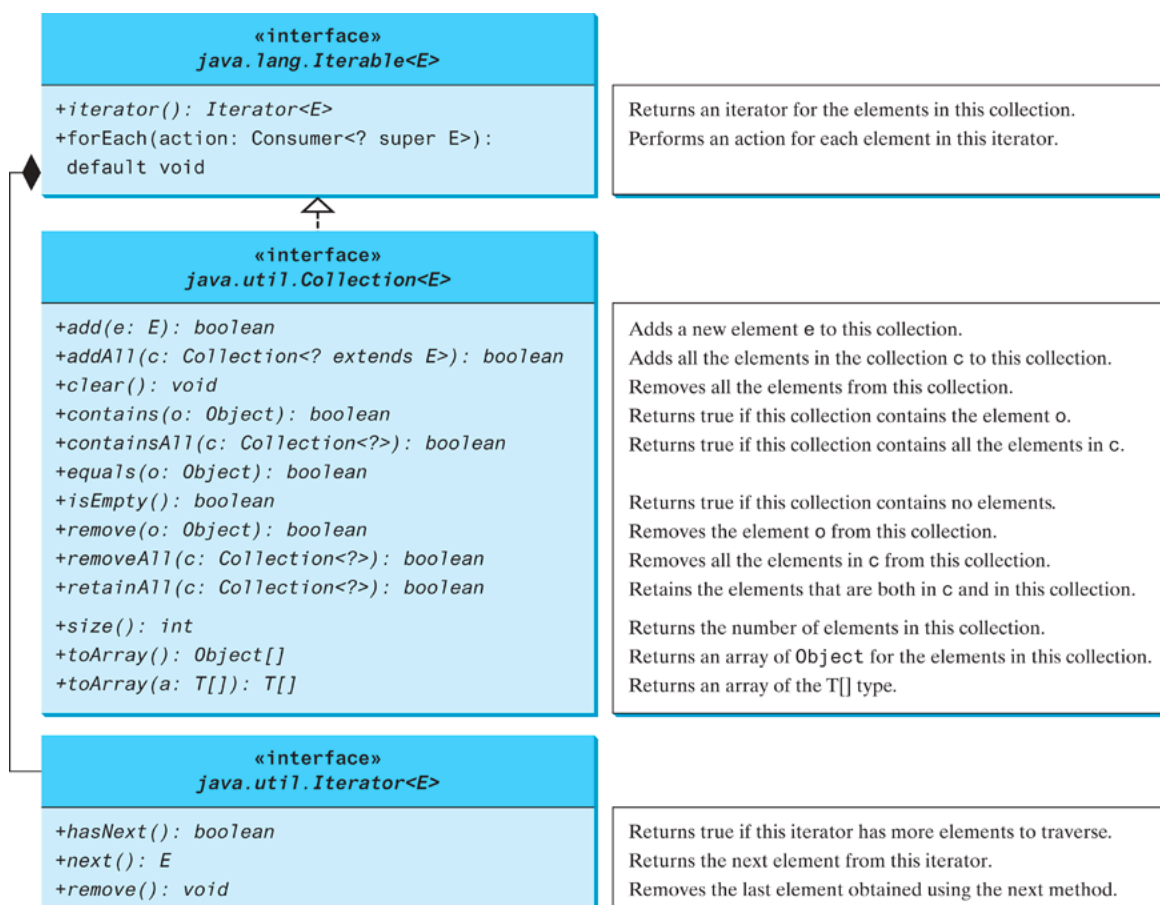 «interface»
java.lang.Iterable<E>
+iterator(): Iterator<E>
+forEach(action: Consumer<? super E>):
default void
Returns an iterator for the elements in this collection.
Performs an action for each element in this iterator.
«interface»
java.util.Collection<E>
+add(e: E): boolean
+addAll(c: Collection<? extends E>): boolean
+clear(): void
+contains(o: Object): boolean
+containsAll(c: Collection<?>): boolean
+equals(o: Object): boolean
+isEmpty(): boolean
+remove(o: Object): boolean
+removeAll(c: Collection<?>): boolean
+retainAll(c: Collection<?>): boolean
+size(): int
+toArray(): Object[]
+toArray(a: T[]): T[]
Adds a new element e to this collection.
Adds all the elements in the collection c to this collection.
Removes all the elements from this collection.
Returns true if this collection contains the element o.
Returns true if this collection contains all the elements in c.
Returns true if this collection contains no elements.
Removes the element o from this collection.
Removes all the elements in c from this collection.
Retains the elements that are both in c and in this collection.
Returns the number of elements in this collection.
Returns an array of Object for the elements in this collection.
Returns an array of the T[] type.
«interface»
java.util.Iterator<E>
+hasNext(): boolean
+next(): E
+remove(): void
Returns true if this iterator has more elements to traverse.
Returns the next element from this iterator.
Removes the last element obtained using the next method.